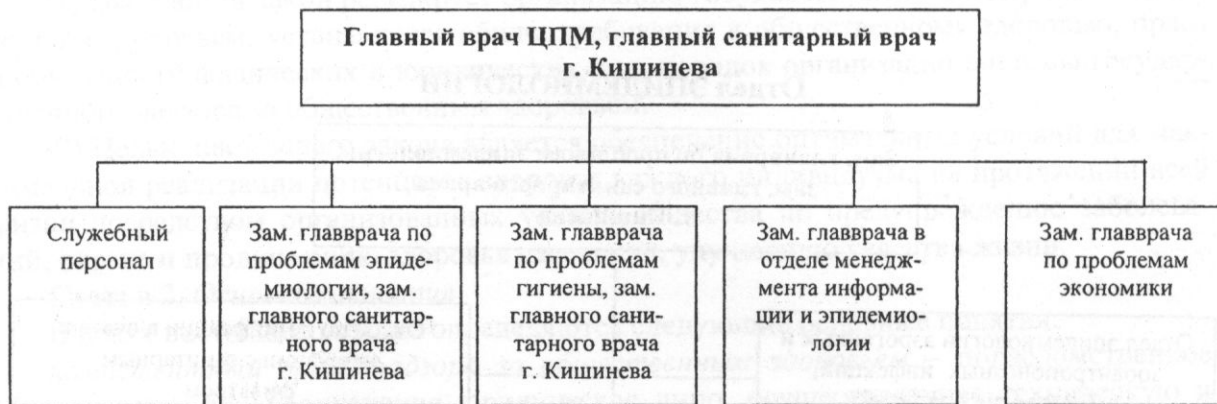 Главный врач ЦПМ, главный санитарный врач
г. Кишинева
Служебный
персонал
Зам. главврача по
проблемам эпиде-
миологии, зам.
главного санитар-
ного врача
г. Кишинева
Зам. главврача
по проблемам
гигиены, зам.
главного сани-
тарного врача
г. Кишинева
Зам. главврача в
отделе менедж-
мента информа-
ции и эпидемио-
логии
Зам. главврача
по проблемам
экономики